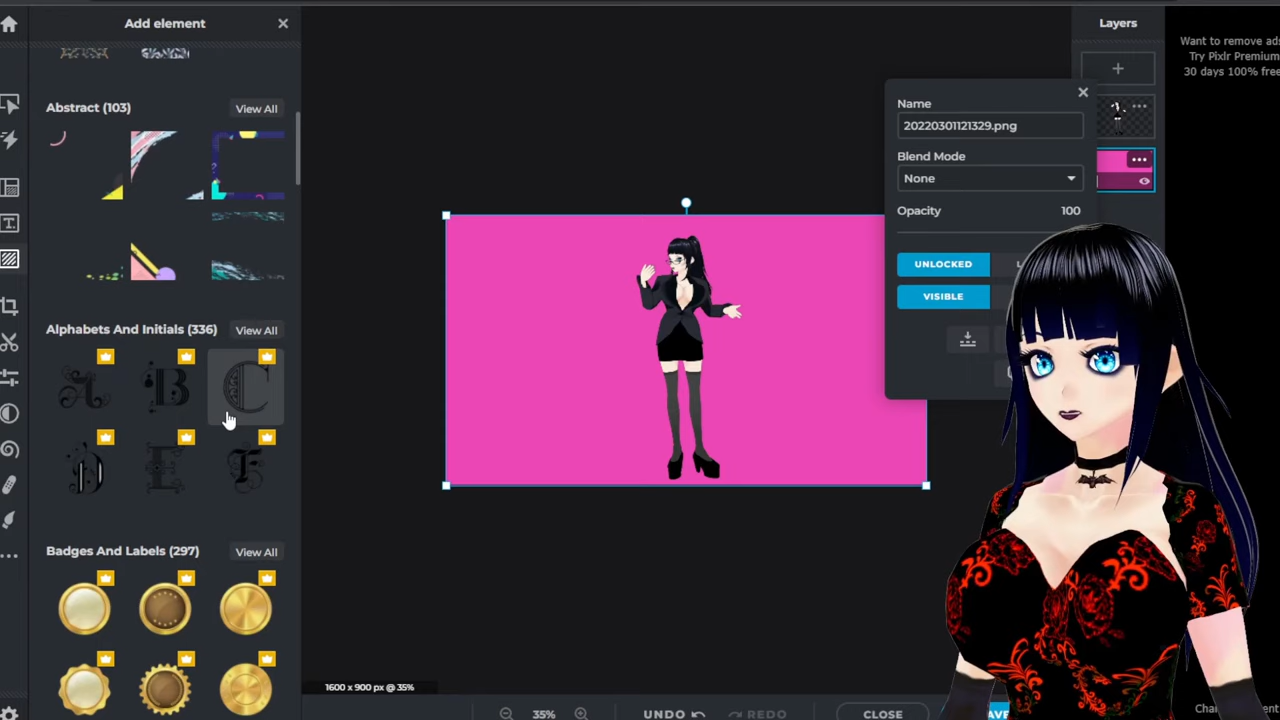 Add element
Layers
Want to remove ads
Try Pixlr Premium
30 days 100% free
Abstract (103)
View All
Name
20220301121329.png
Blend Mode
None
Opacity
100
UNLOCKED
VISIBLE
Alphabets And Initials (336)
View All
A
B
C
D
E
F
Badges And Labels (297)
View All
1600 x 900 px @ 35%
35%
UNDO
REDO
CLOSE